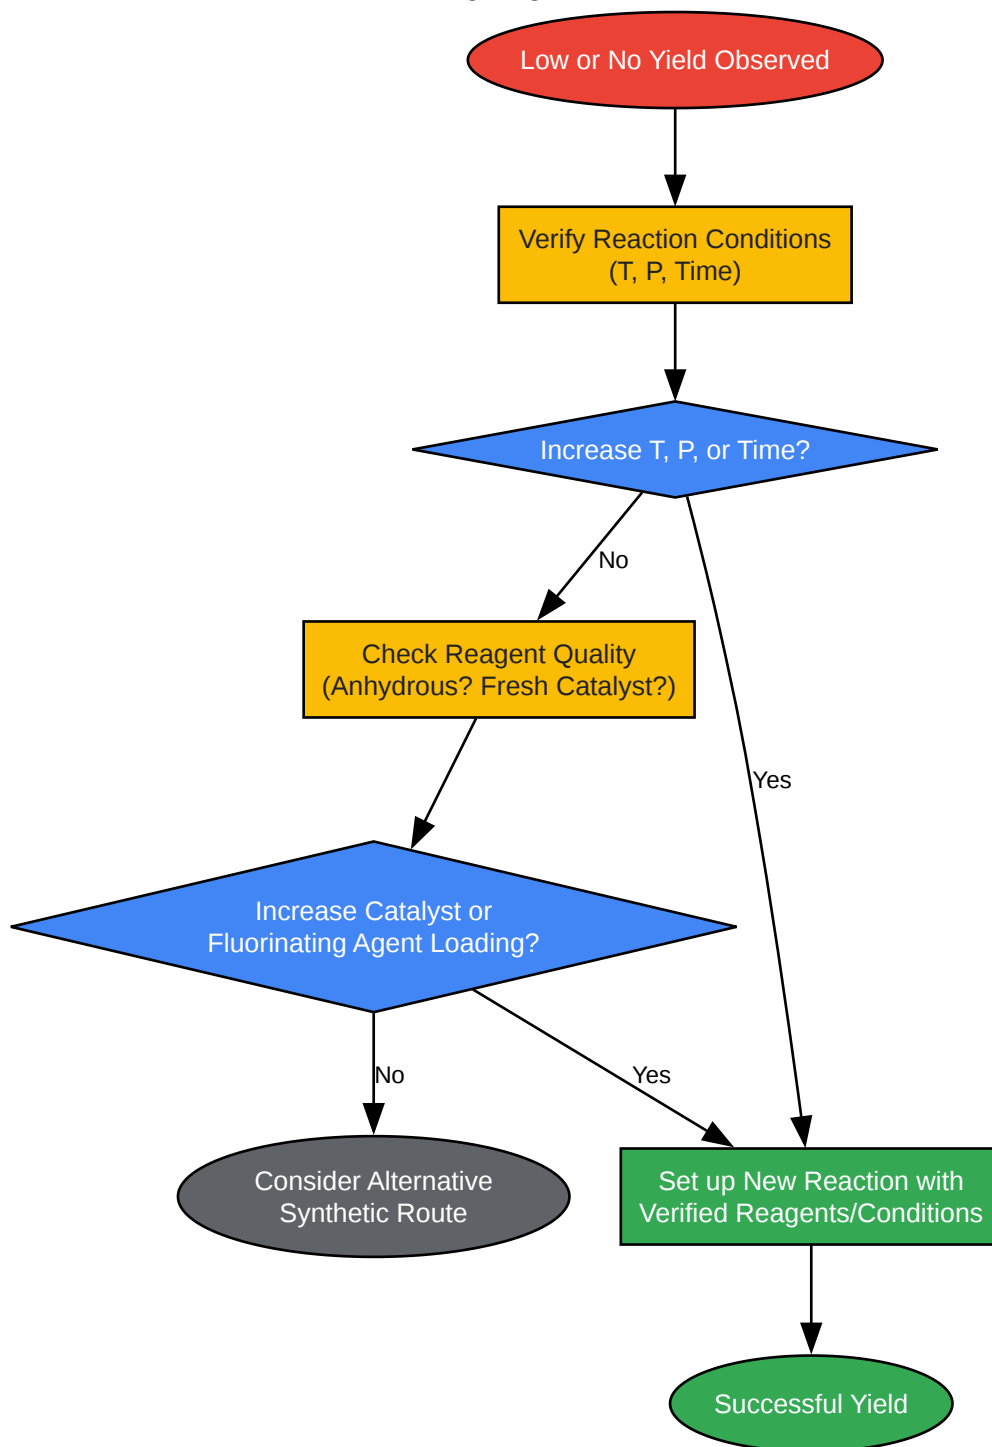 Low or No Yield Observed
Verify Reaction Conditions
(T, P, Time)
Increase T, P, or Time?
No
Check Reagent Quality
(Anhydrous? Fresh Catalyst?)
Yes
Increase Catalyst or
Fluorinating Agent Loading?
No
Yes
Consider Alternative
Synthetic Route
Set up New Reaction with
Verified Reagents/Conditions
Successful Yield